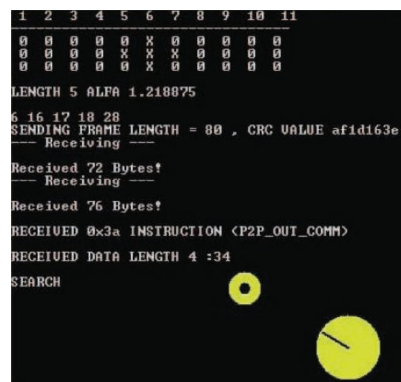 1 2 3 4 5 6 7 8 9 10 11
0 0 0 0 0 X 0 0 0 0 0
0 0 0 0 X X X 0 0 0 0
0 0 0 0 0 X 0 0 0 0 0
LENGTH 5 ALFA 1.218875
6 16 17 18 28
SENDING FRAME LENGTH = 80 , CRC VALUE af1d163e
--- Receiving ---
Received 72 Bytes!
--- Receiving ---
Received 76 Bytes!
RECEIVED 0x3a INSTRUCTION <P2P_OUT_COMM>
RECEIVED DATA LENGTH 4 :34
SEARCH